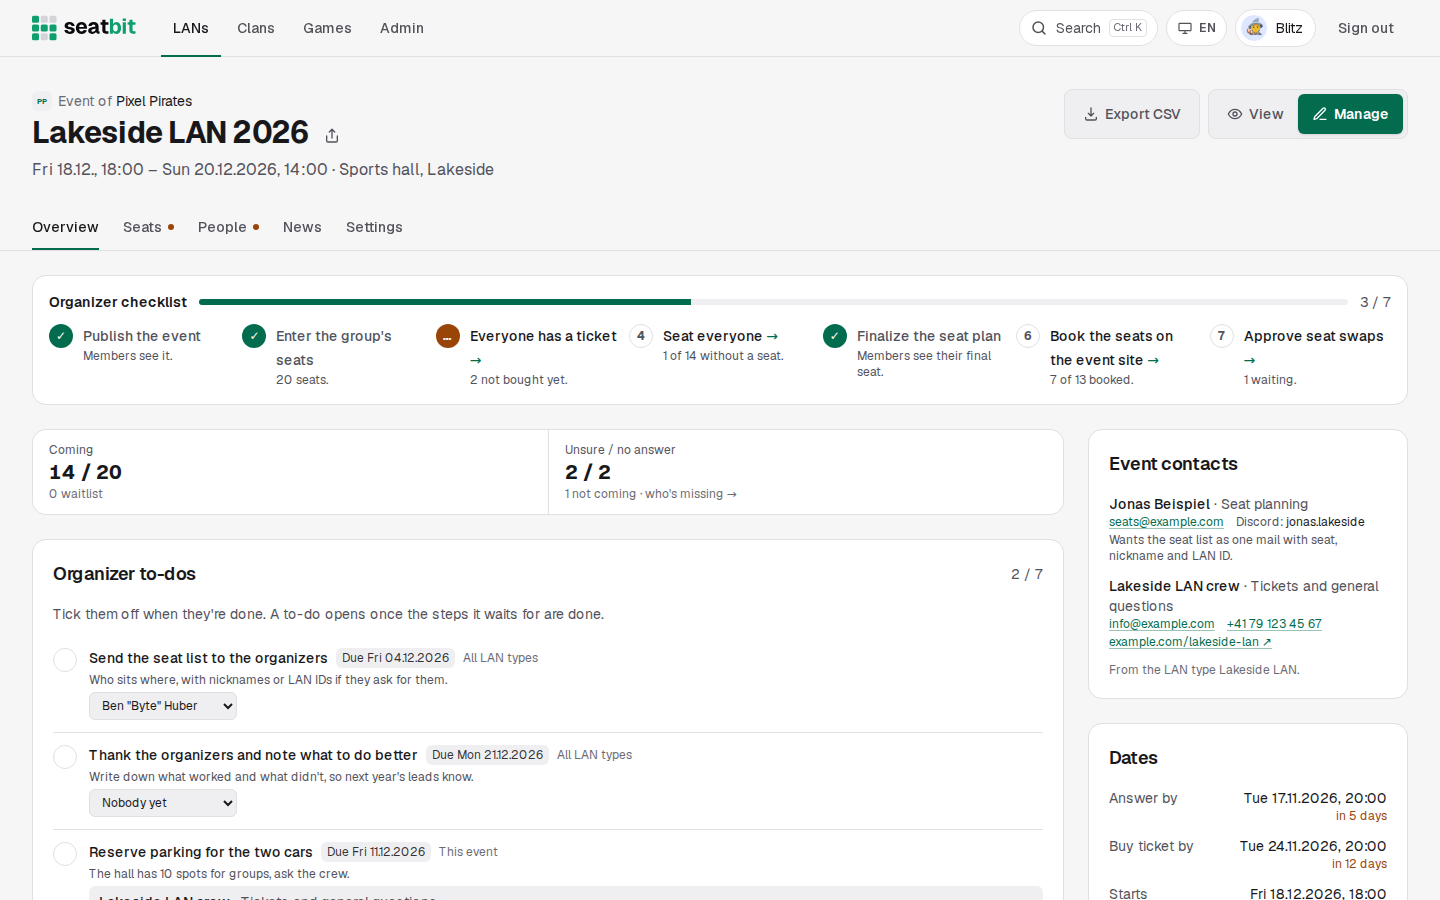 seatbit LANs Clans Games Admin Search Ctrl K EN Blitz Sign out
PP Event of Pixel Pirates
Lakeside LAN 2026
Fri 18.12., 18:00 – Sun 20.12.2026, 14:00 · Sports hall, Lakeside
Export CSV View Manage
Overview Seats People News Settings
Organizer checklist 3 / 7
✓ Publish the event
Members see it.
✓ Enter the group's
seats
20 seats.
... Everyone has a ticket
→
2 not bought yet.
4 Seat everyone →
1 of 14 without a seat.
✓ Finalize the seat plan
Members see their final
seat.
6 Book the seats on
the event site →
7 of 13 booked.
7 Approve seat swaps
→
1 waiting.
Coming
14 / 20
0 waitlist
Unsure / no answer
2 / 2
1 not coming · who's missing →
Organizer to-dos 2 / 7
Tick them off when they're done. A to-do opens once the steps it waits for are done.
Send the seat list to the organizers Due Fri 04.12.2026 All LAN types
Who sits where, with nicknames or LAN IDs if they ask for them.
Ben "Byte" Huber
Thank the organizers and note what to do better Due Mon 21.12.2026 All LAN types
Write down what worked and what didn't, so next year's leads know.
Nobody yet
Reserve parking for the two cars Due Fri 11.12.2026 This event
The hall has 10 spots for groups, ask the crew.
Lakeside LAN crew · Tickets and general questions
Event contacts
Jonas Beispiel · Seat planning
seats@example.com Discord: jonas.lakeside
Wants the seat list as one mail with seat,
nickname and LAN ID.
Lakeside LAN crew · Tickets and general
questions
info@example.com +41 79 123 45 67
example.com/lakeside-lan ↗
From the LAN type Lakeside LAN.
Dates
Answer by Tue 17.11.2026, 20:00
in 5 days
Buy ticket by Tue 24.11.2026, 20:00
in 12 days
Starts Fri 18.12.2026, 18:00